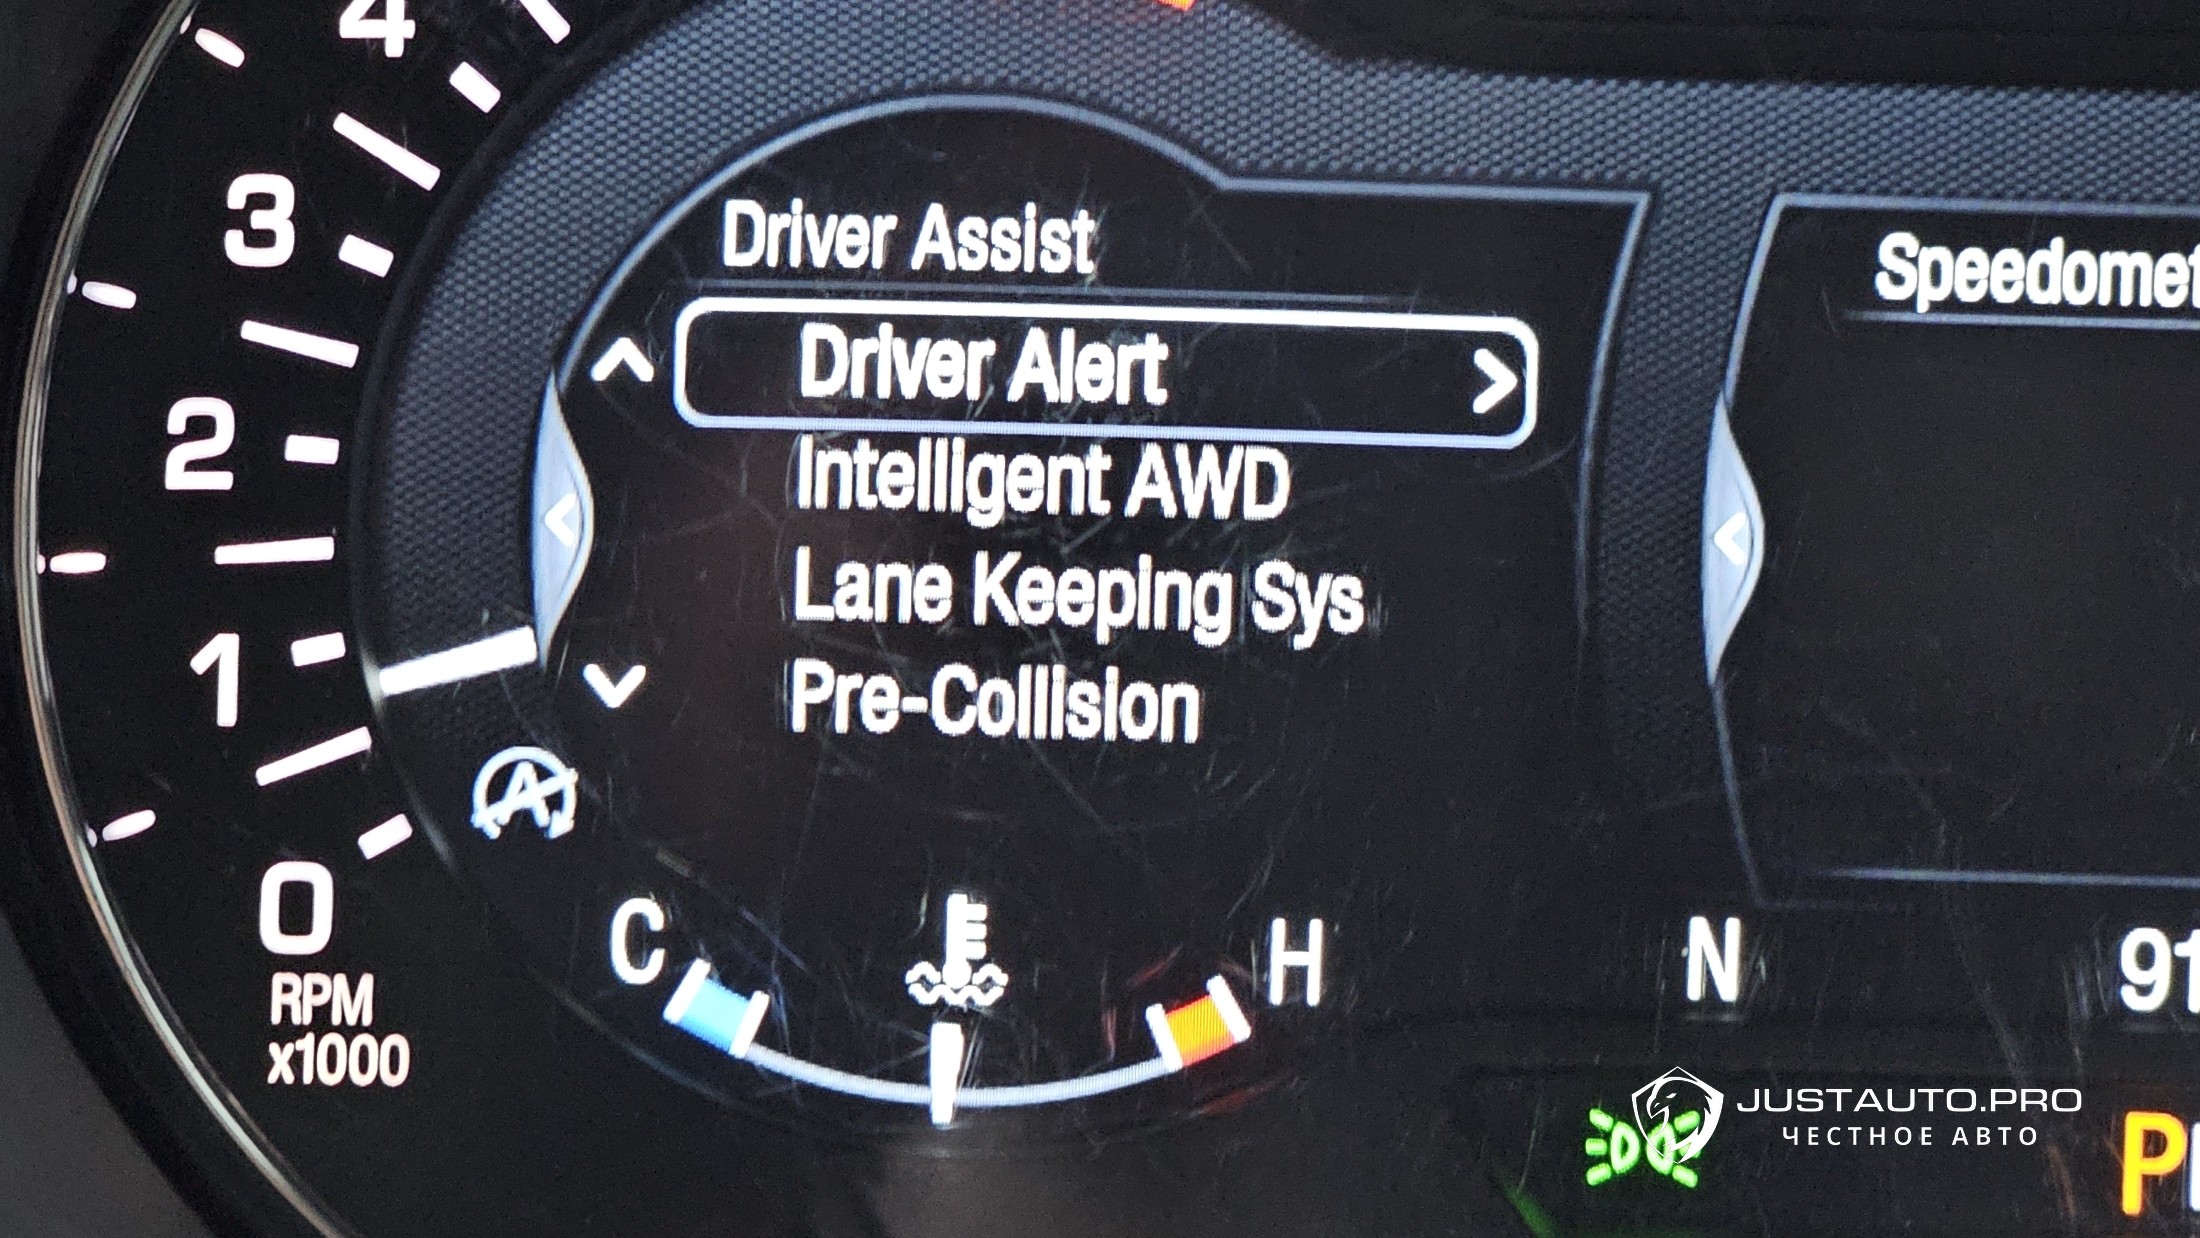 4
3
2
1
0
RPM
x1000
Driver Assist
Driver Alert
Intelligent AWD
Lane Keeping Sys
Pre-Collision
A
C
H
N
P
JUSTAUTO.PRO
ЧЕСТНОЕ АВТО